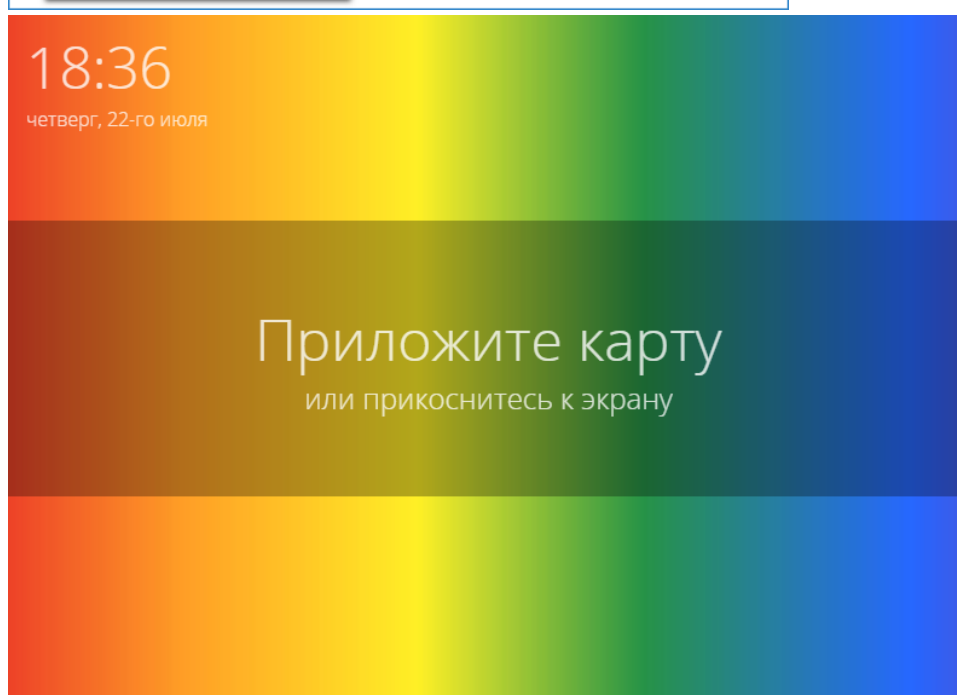 18:36
четверг, 22-го июля
Приложите карту
или прикоснитесь к экрану